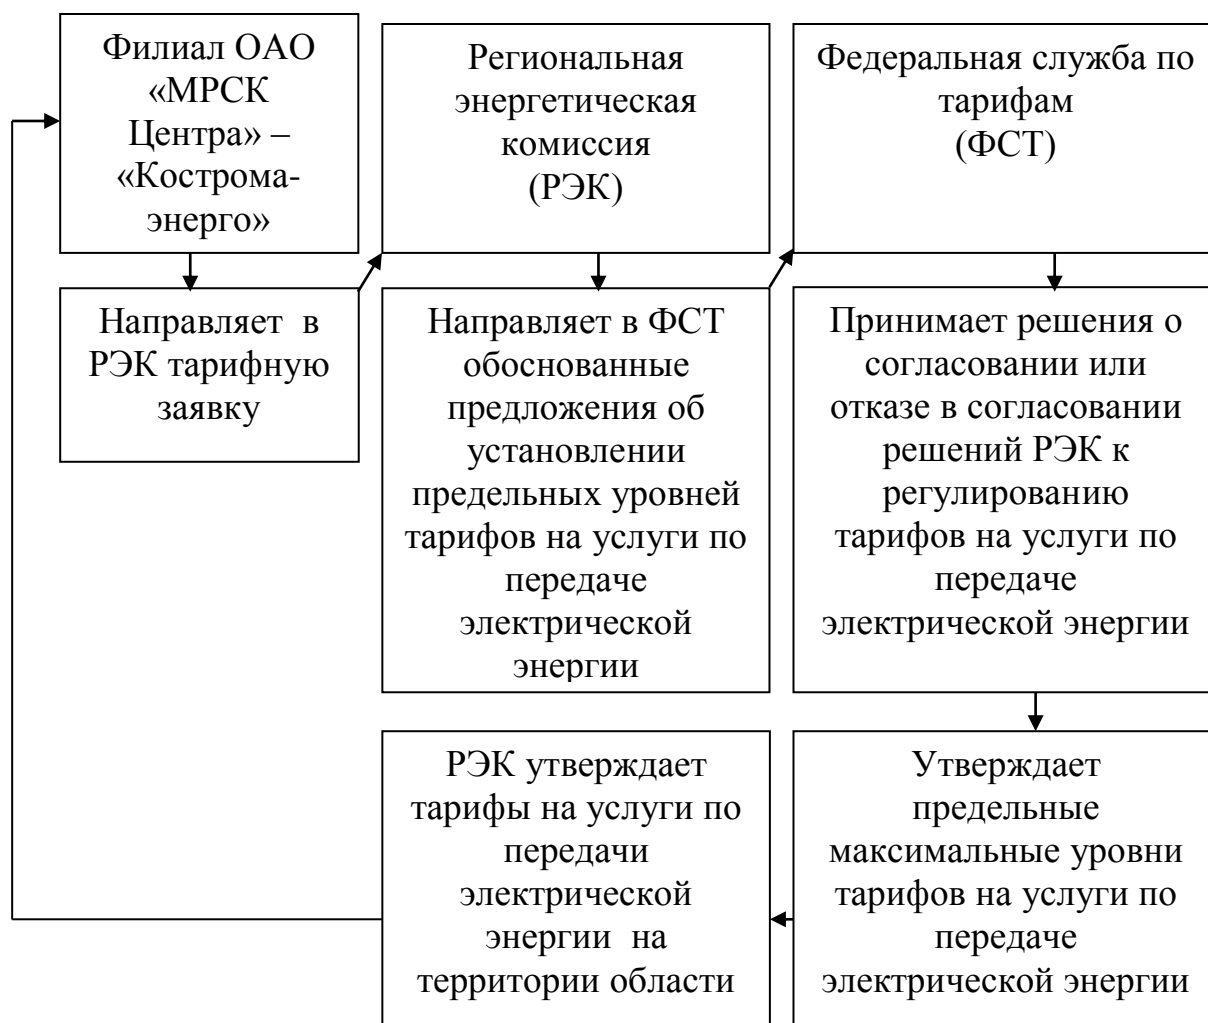 Филиал ОАО
«МРСК
Центра» –
«Кострома-
энерго»
Региональная
энергетическая
комиссия
(РЭК)
Федеральная служба по
тарифам
(ФСТ)
Направляет в
РЭК тарифную
заявку
Направляет в ФСТ
обоснованные
предложения об
установлении
предельных уровней
тарифов на услуги по
передаче
электрической
энергии
Принимает решения о
согласовании или
отказе в согласовании
решений РЭК к
регулированию
тарифов на услуги по
передаче
электрической энергии
РЭК утверждает
тарифы на услуги по
передачи
электрической
энергии на
территории области
Утверждает
предельные
максимальные уровни
тарифов на услуги по
передаче
электрической энергии